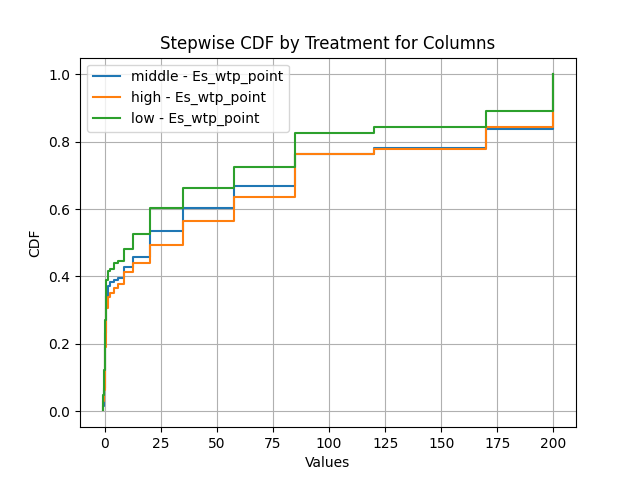 Stepwise CDF by Treatment for Columns
middle - Es_wtp_point
high - Es_wtp_point
low - Es_wtp_point
1.0
0.8
0.6
0.4
0.2
0.0
CDF
0 25 50 75 100 125 150 175 200
Values